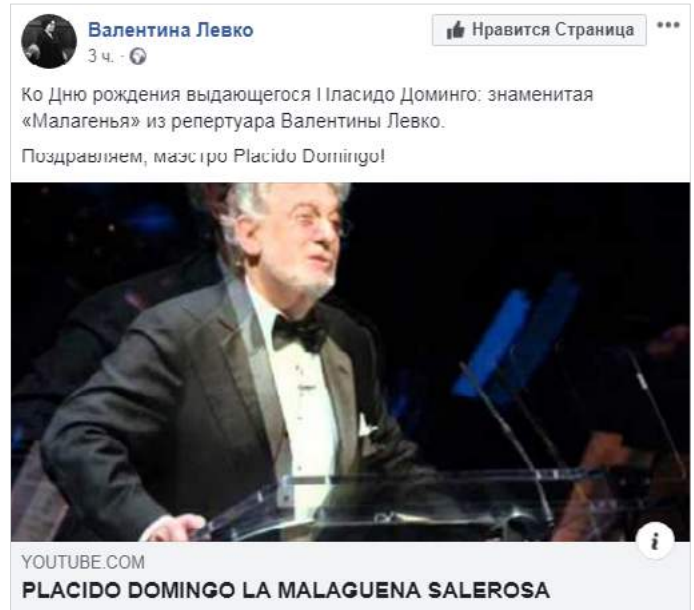 Валентина Левко
Нравится Страница
3 ч.
Ко Дню рождения выдающегося Пласидо Доминго: знаменитая
«Малагенья» из репертуара Валентины Левко.
Поздравляем, маэстро Placido Domingo!
i
YOUTUBE.COM
PLACIDO DOMINGO LA MALAGUENA SALEROSA